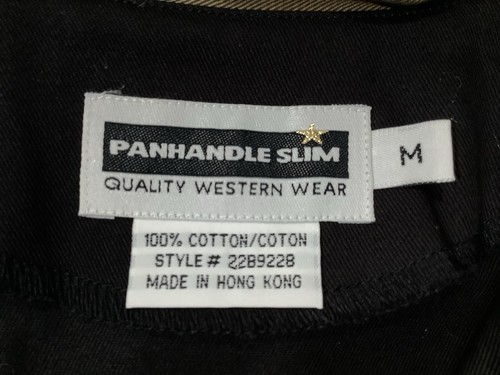 PANHANDLE SLIM
QUALITY WESTERN WEAR
M
100% COTTON/COTON
STYLE# 22B9228
MADE IN HONG KONG